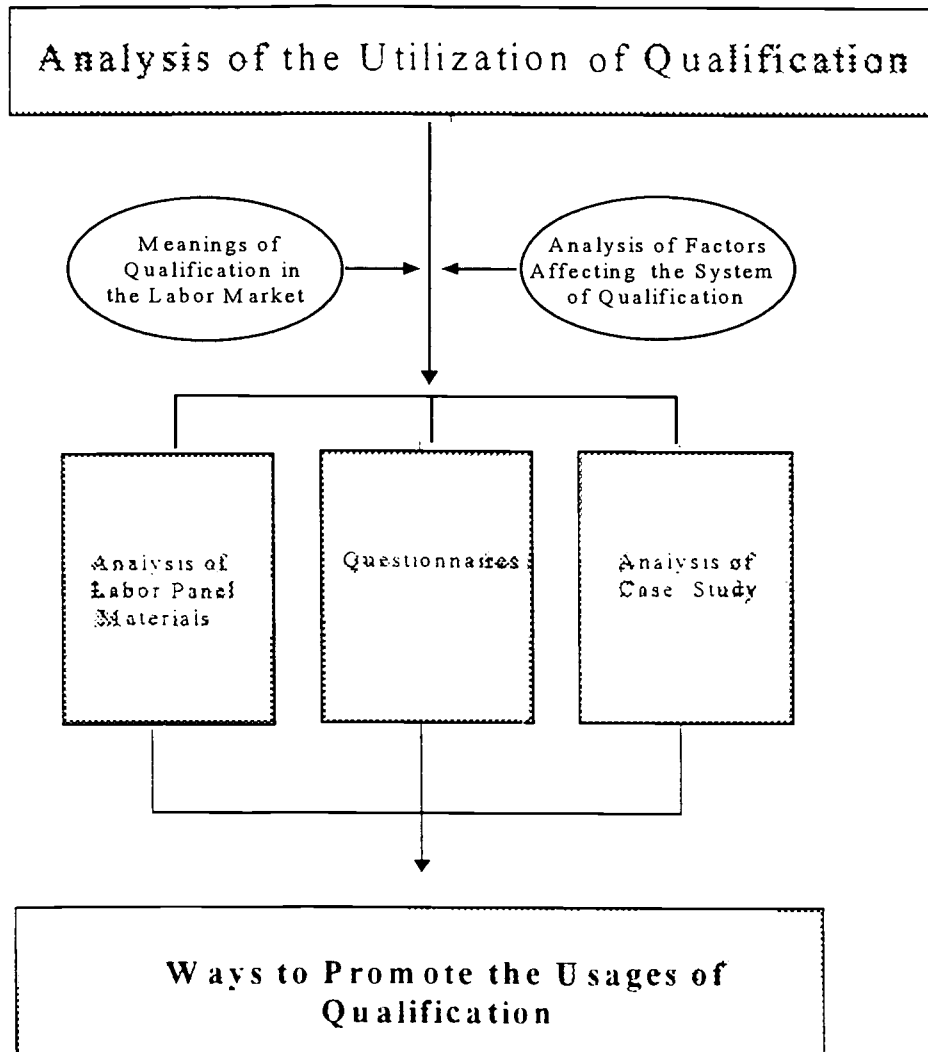 Analysis of the Utilization of Qualification
Meanings of
Qualification in
the Labor Market
Analysis of Factors
Affecting the System
of Qualification
Analysis of
Labor Panel
Materials
Questionnaires
Analysis of
Case Study
Ways to Promote the Usages of
Qualification